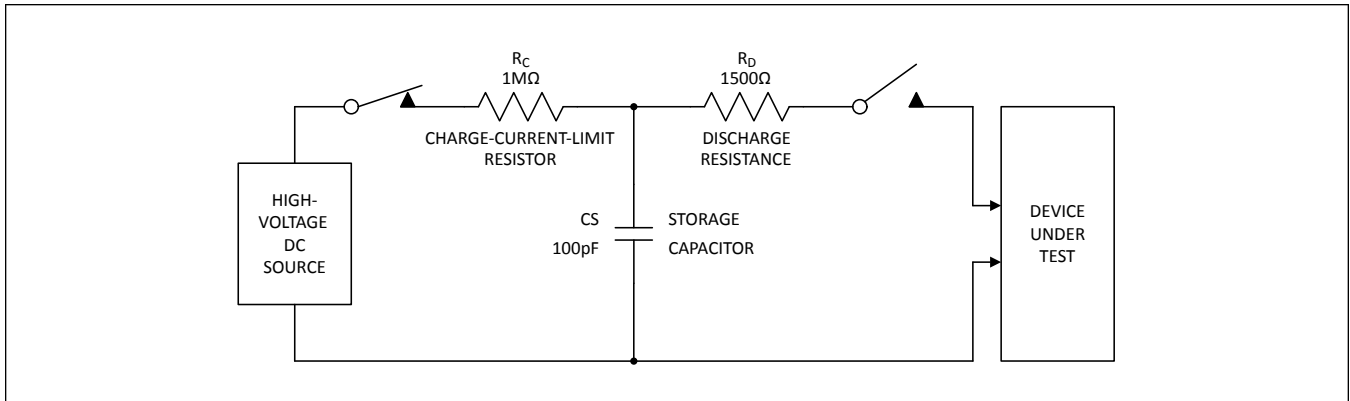 R_C
1MΩ
CHARGE-CURRENT-LIMIT
RESISTOR
R_D
1500Ω
DISCHARGE
RESISTANCE
HIGH-
VOLTAGE
DC
SOURCE
CS
100pF
STORAGE
CAPACITOR
DEVICE
UNDER
TEST